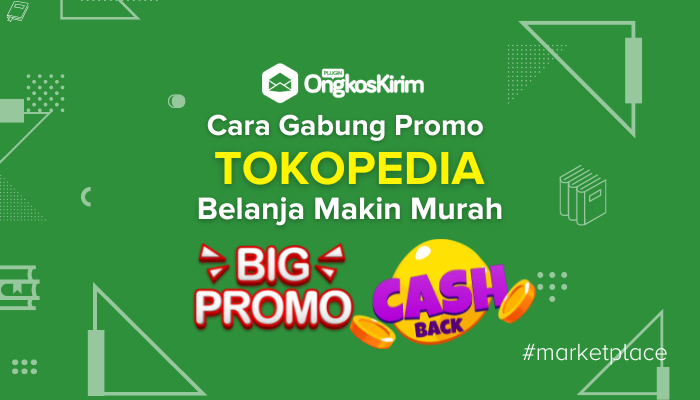 PLUGIN
OngkosKirim
Cara Gabung Promo
TOKOPEDIA
Belanja Makin Murah
BIG
PROMO
CASH
BACK
#marketplace